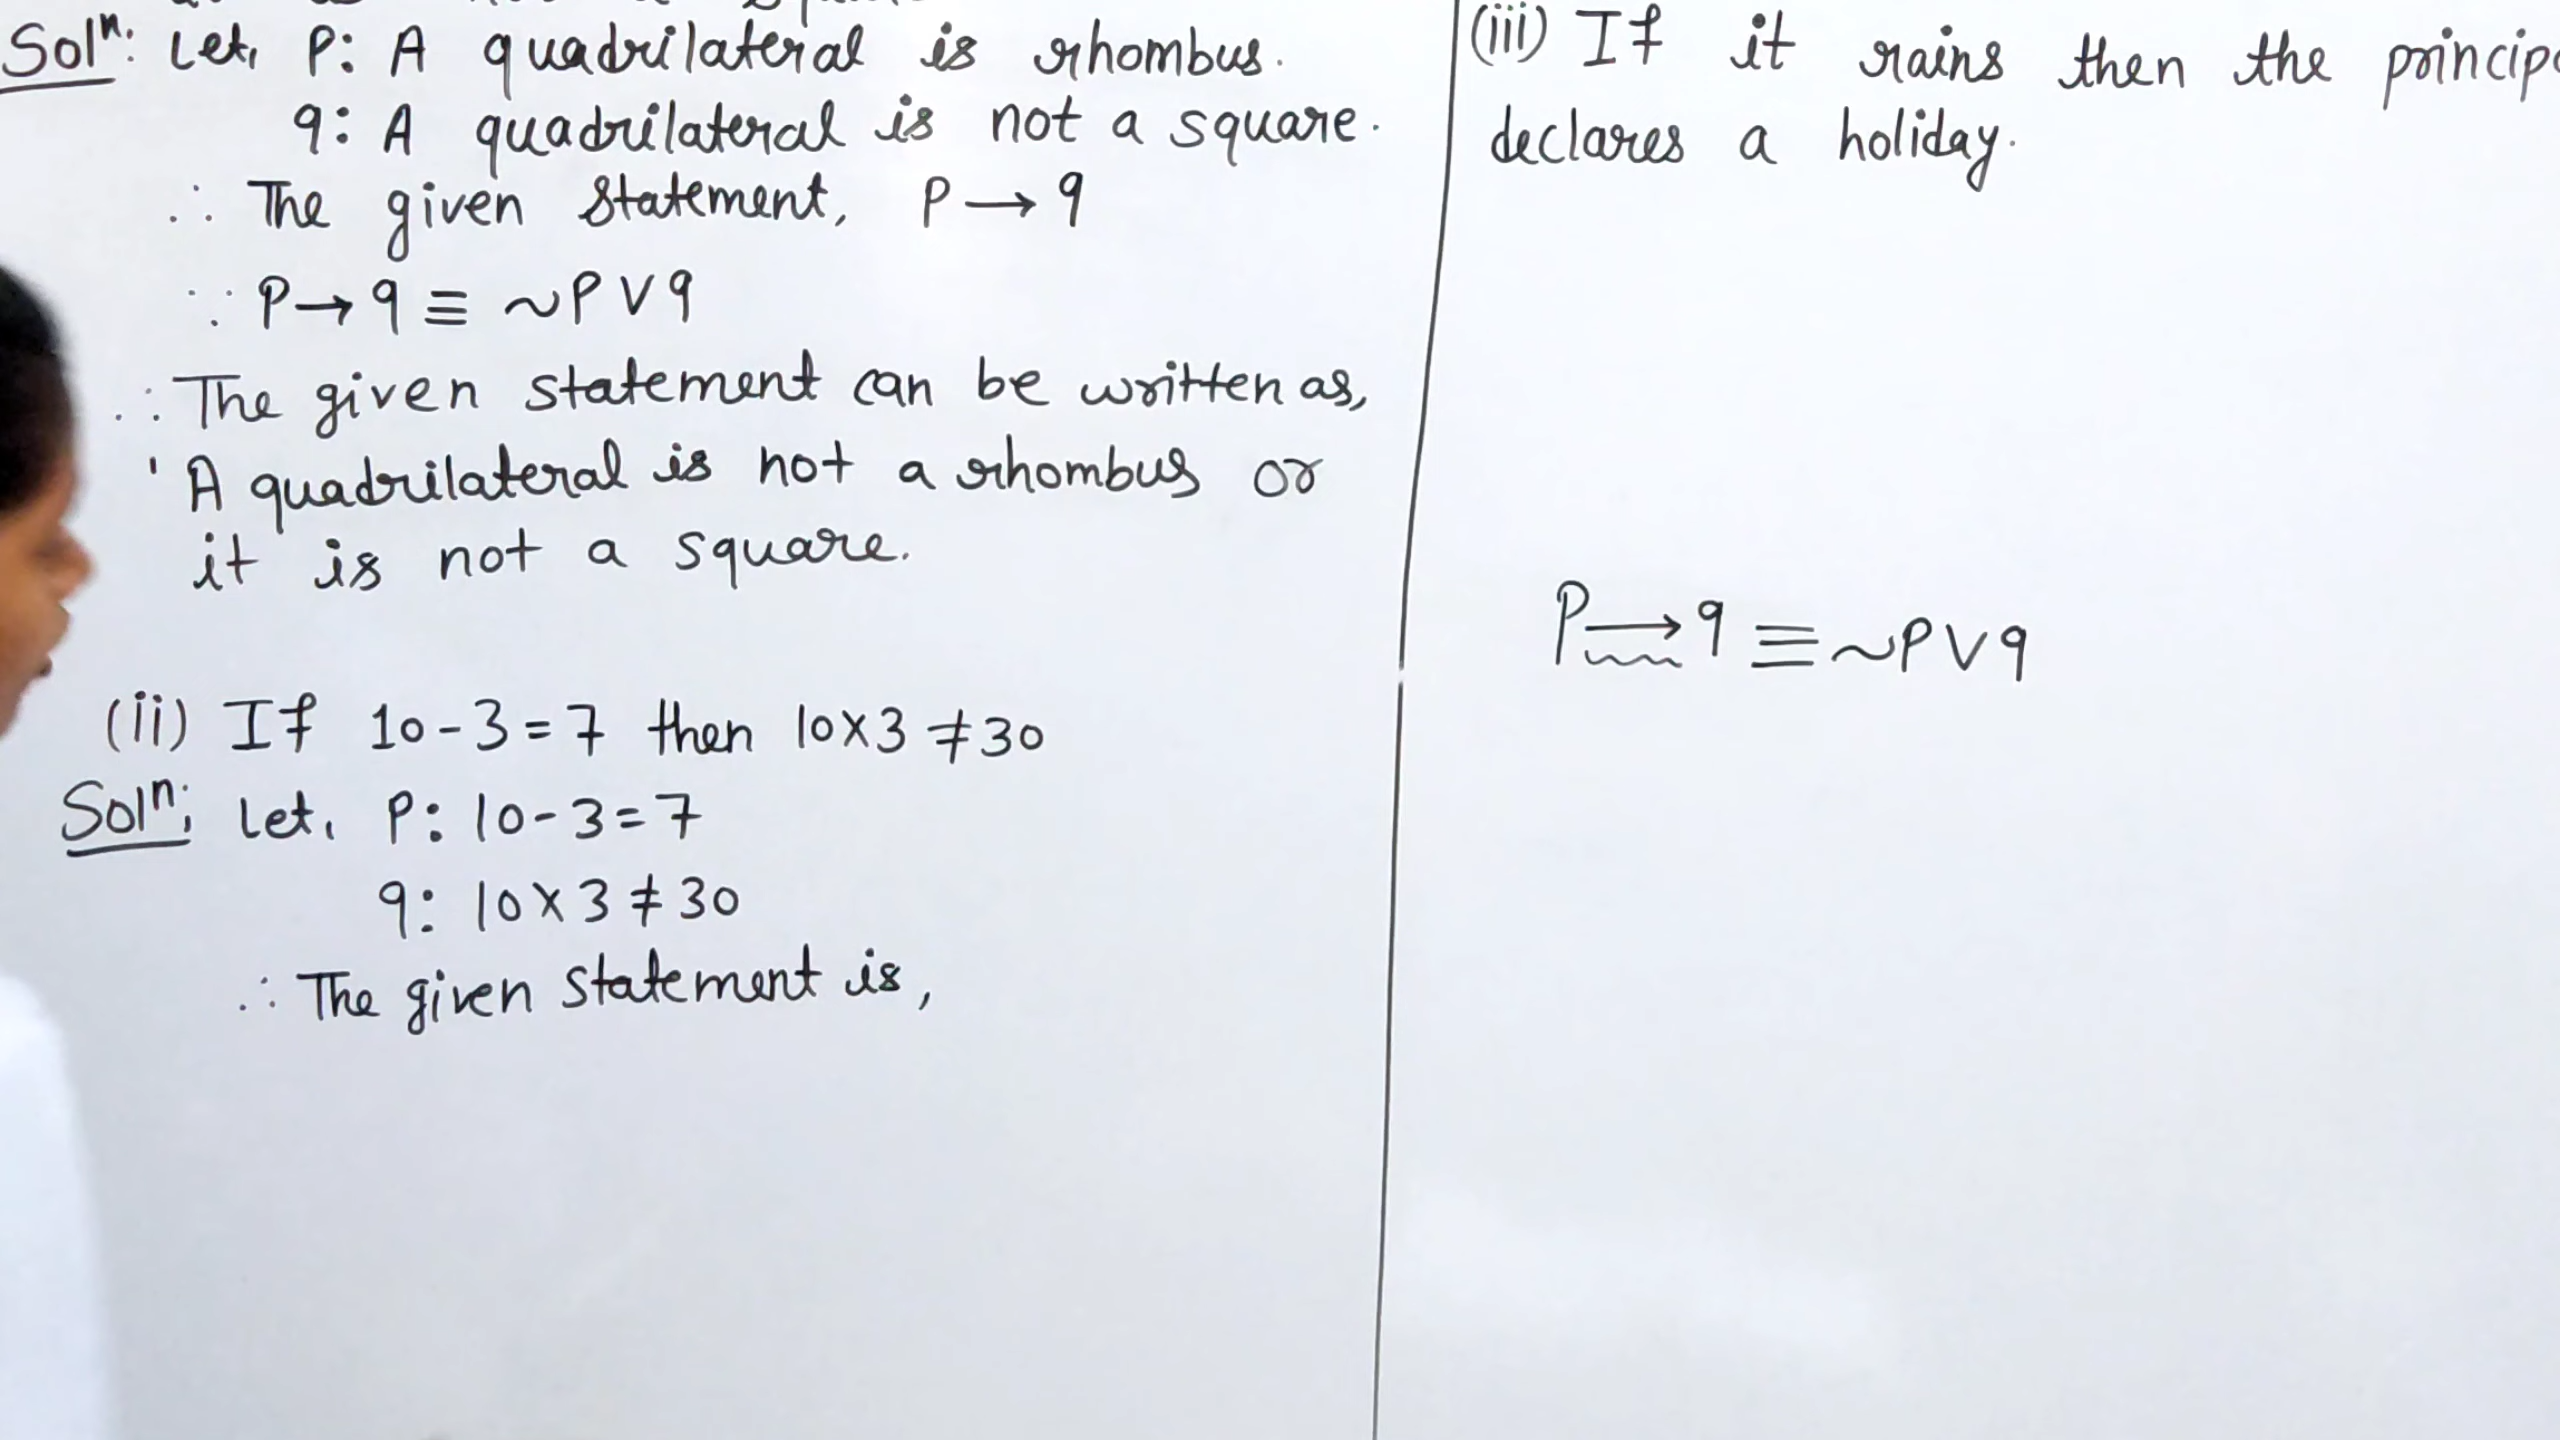 Solⁿ: Let, P: A quadrilateral is rhombus.
q: A quadrilateral is not a square.
∴ The given statement, P → q
∵ P → q ≡ ~P ∨ q
∴ The given statement can be written as,
' A quadrilateral is not a rhombus or
it is not a square.
(ii) If 10 - 3 = 7 then 10 × 3 ≠ 30
Solⁿ: Let, P: 10 - 3 = 7
q: 10 × 3 ≠ 30
∴ The given statement is,
(iii) If it rains then the
declares a holiday.
P → q ≡ ~P ∨ q